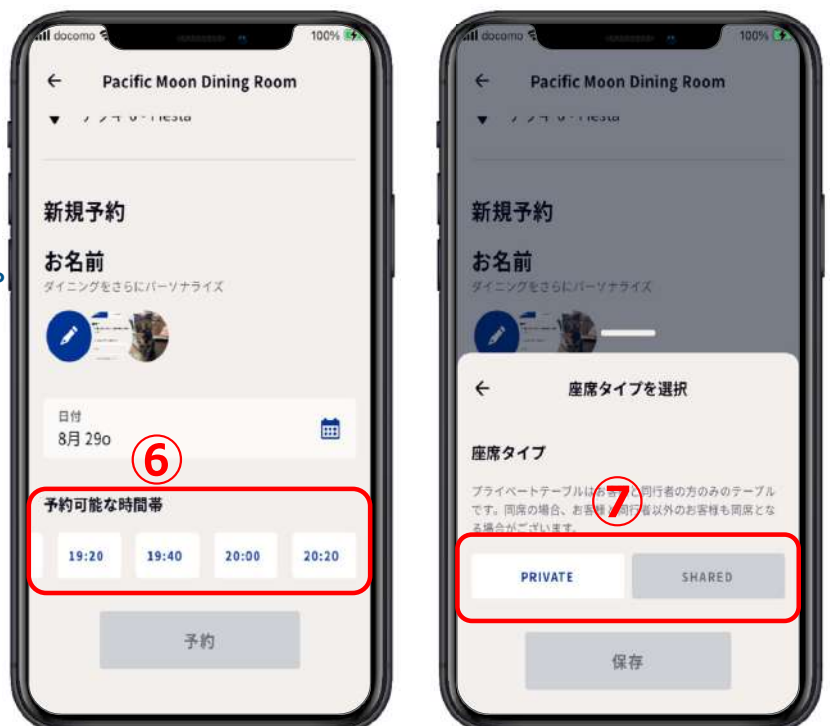 docomo 100%
← Pacific Moon Dining Room
新規予約
お名前
ダイニングをさらにパーソナライズ
日付
8月 29o
⑥
予約可能な時間帯
19:20 19:40 20:00 20:20
予約
docomo 100%
← Pacific Moon Dining Room
新規予約
お名前
ダイニングをさらにパーソナライズ
← 座席タイプを選択
座席タイプ
⑦
プライベートテーブルはお客様と同行者の方のみのテーブル
です。同席の場合、お客様と同行者以外のお客様も同席とな
る場合がございます。
PRIVATE SHARED
保存